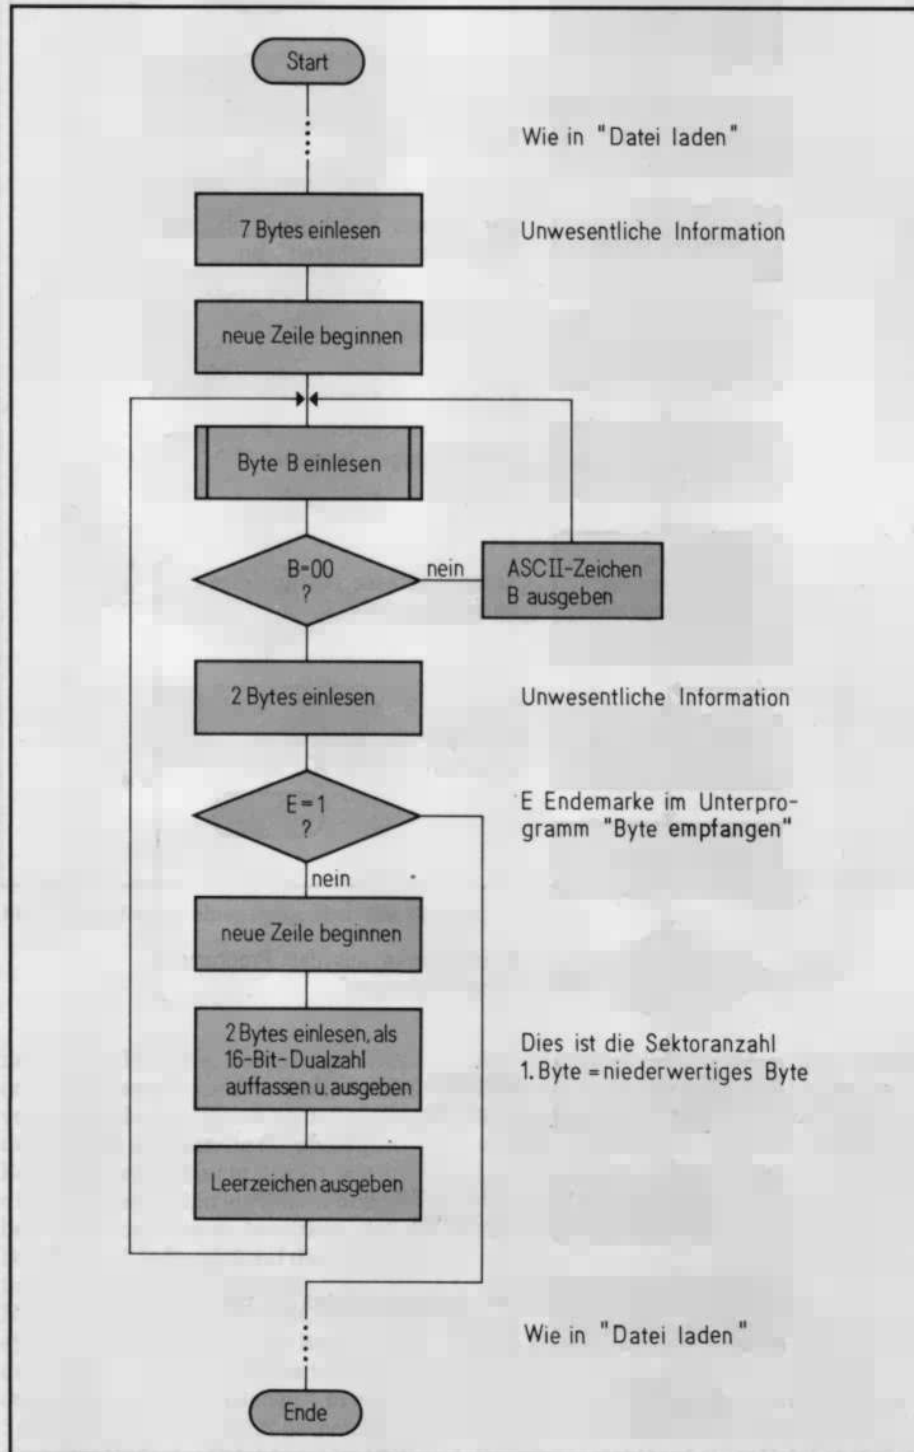 Start
Wie in "Datei laden"
7 Bytes einlesen
Unwesentliche Information
neue Zeile beginnen
Byte B einlesen
B=00
?
nein
ASCII-Zeichen
B ausgeben
2 Bytes einlesen
Unwesentliche Information
E=1
?
E Endemarke im Unterpro-
gramm "Byte empfangen"
nein
neue Zeile beginnen
2 Bytes einlesen, als
16-Bit-Dualzahl
auffassen u. ausgeben
Dies ist die Sektoranzahl
1. Byte = niederwertiges Byte
Leerzeichen ausgeben
Wie in "Datei laden"
Ende